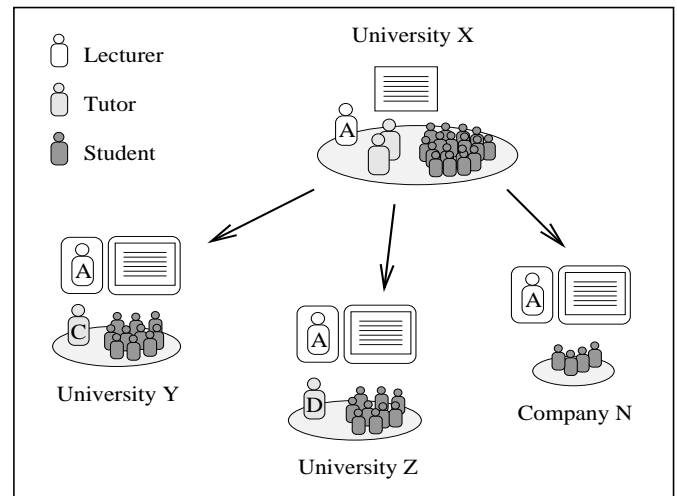 University X
Lecturer
Tutor
Student
A
A
C
University Y
A
D
University Z
A
Company N